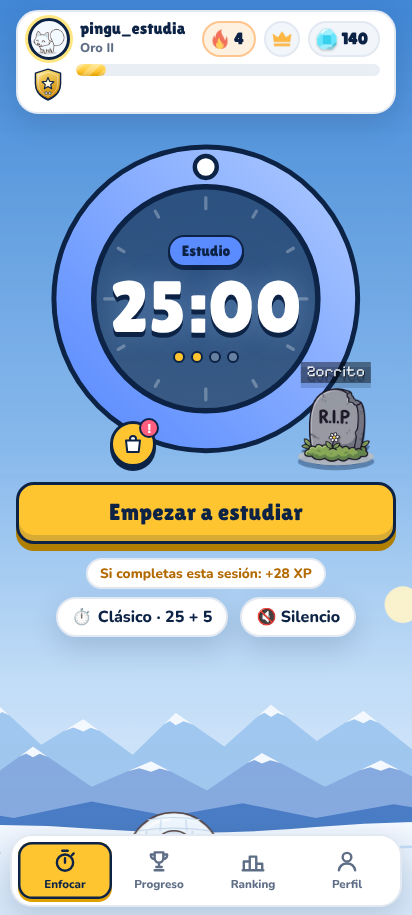 pingu_estudia
Oro II
4
140
Estudio
25:00
Zorrito
R.I.P.
!
Empezar a estudiar
Si completas esta sesión: +28 XP
Clásico · 25 + 5
Silencio
Enfocar
Progreso
Ranking
Perfil